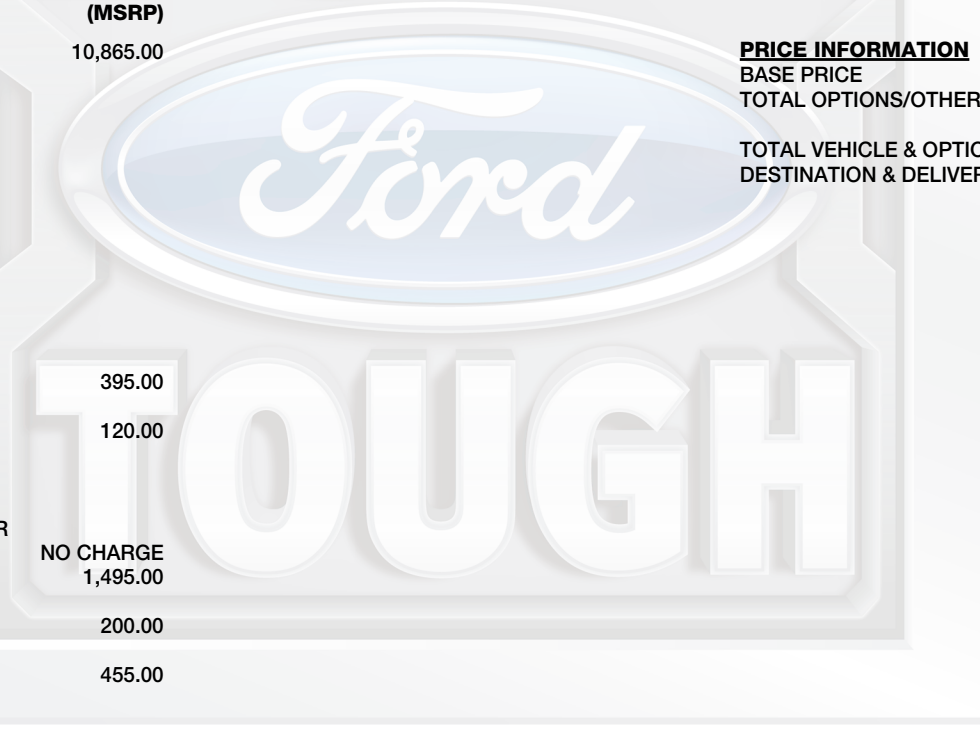 (MSRP)
10,865.00
395.00
120.00
R
NO CHARGE
1,495.00
200.00
455.00
PRICE INFORMATION
BASE PRICE
TOTAL OPTIONS/OTHER
TOTAL VEHICLE & OPTIO
DESTINATION & DELIVER
Ford
TOUGH